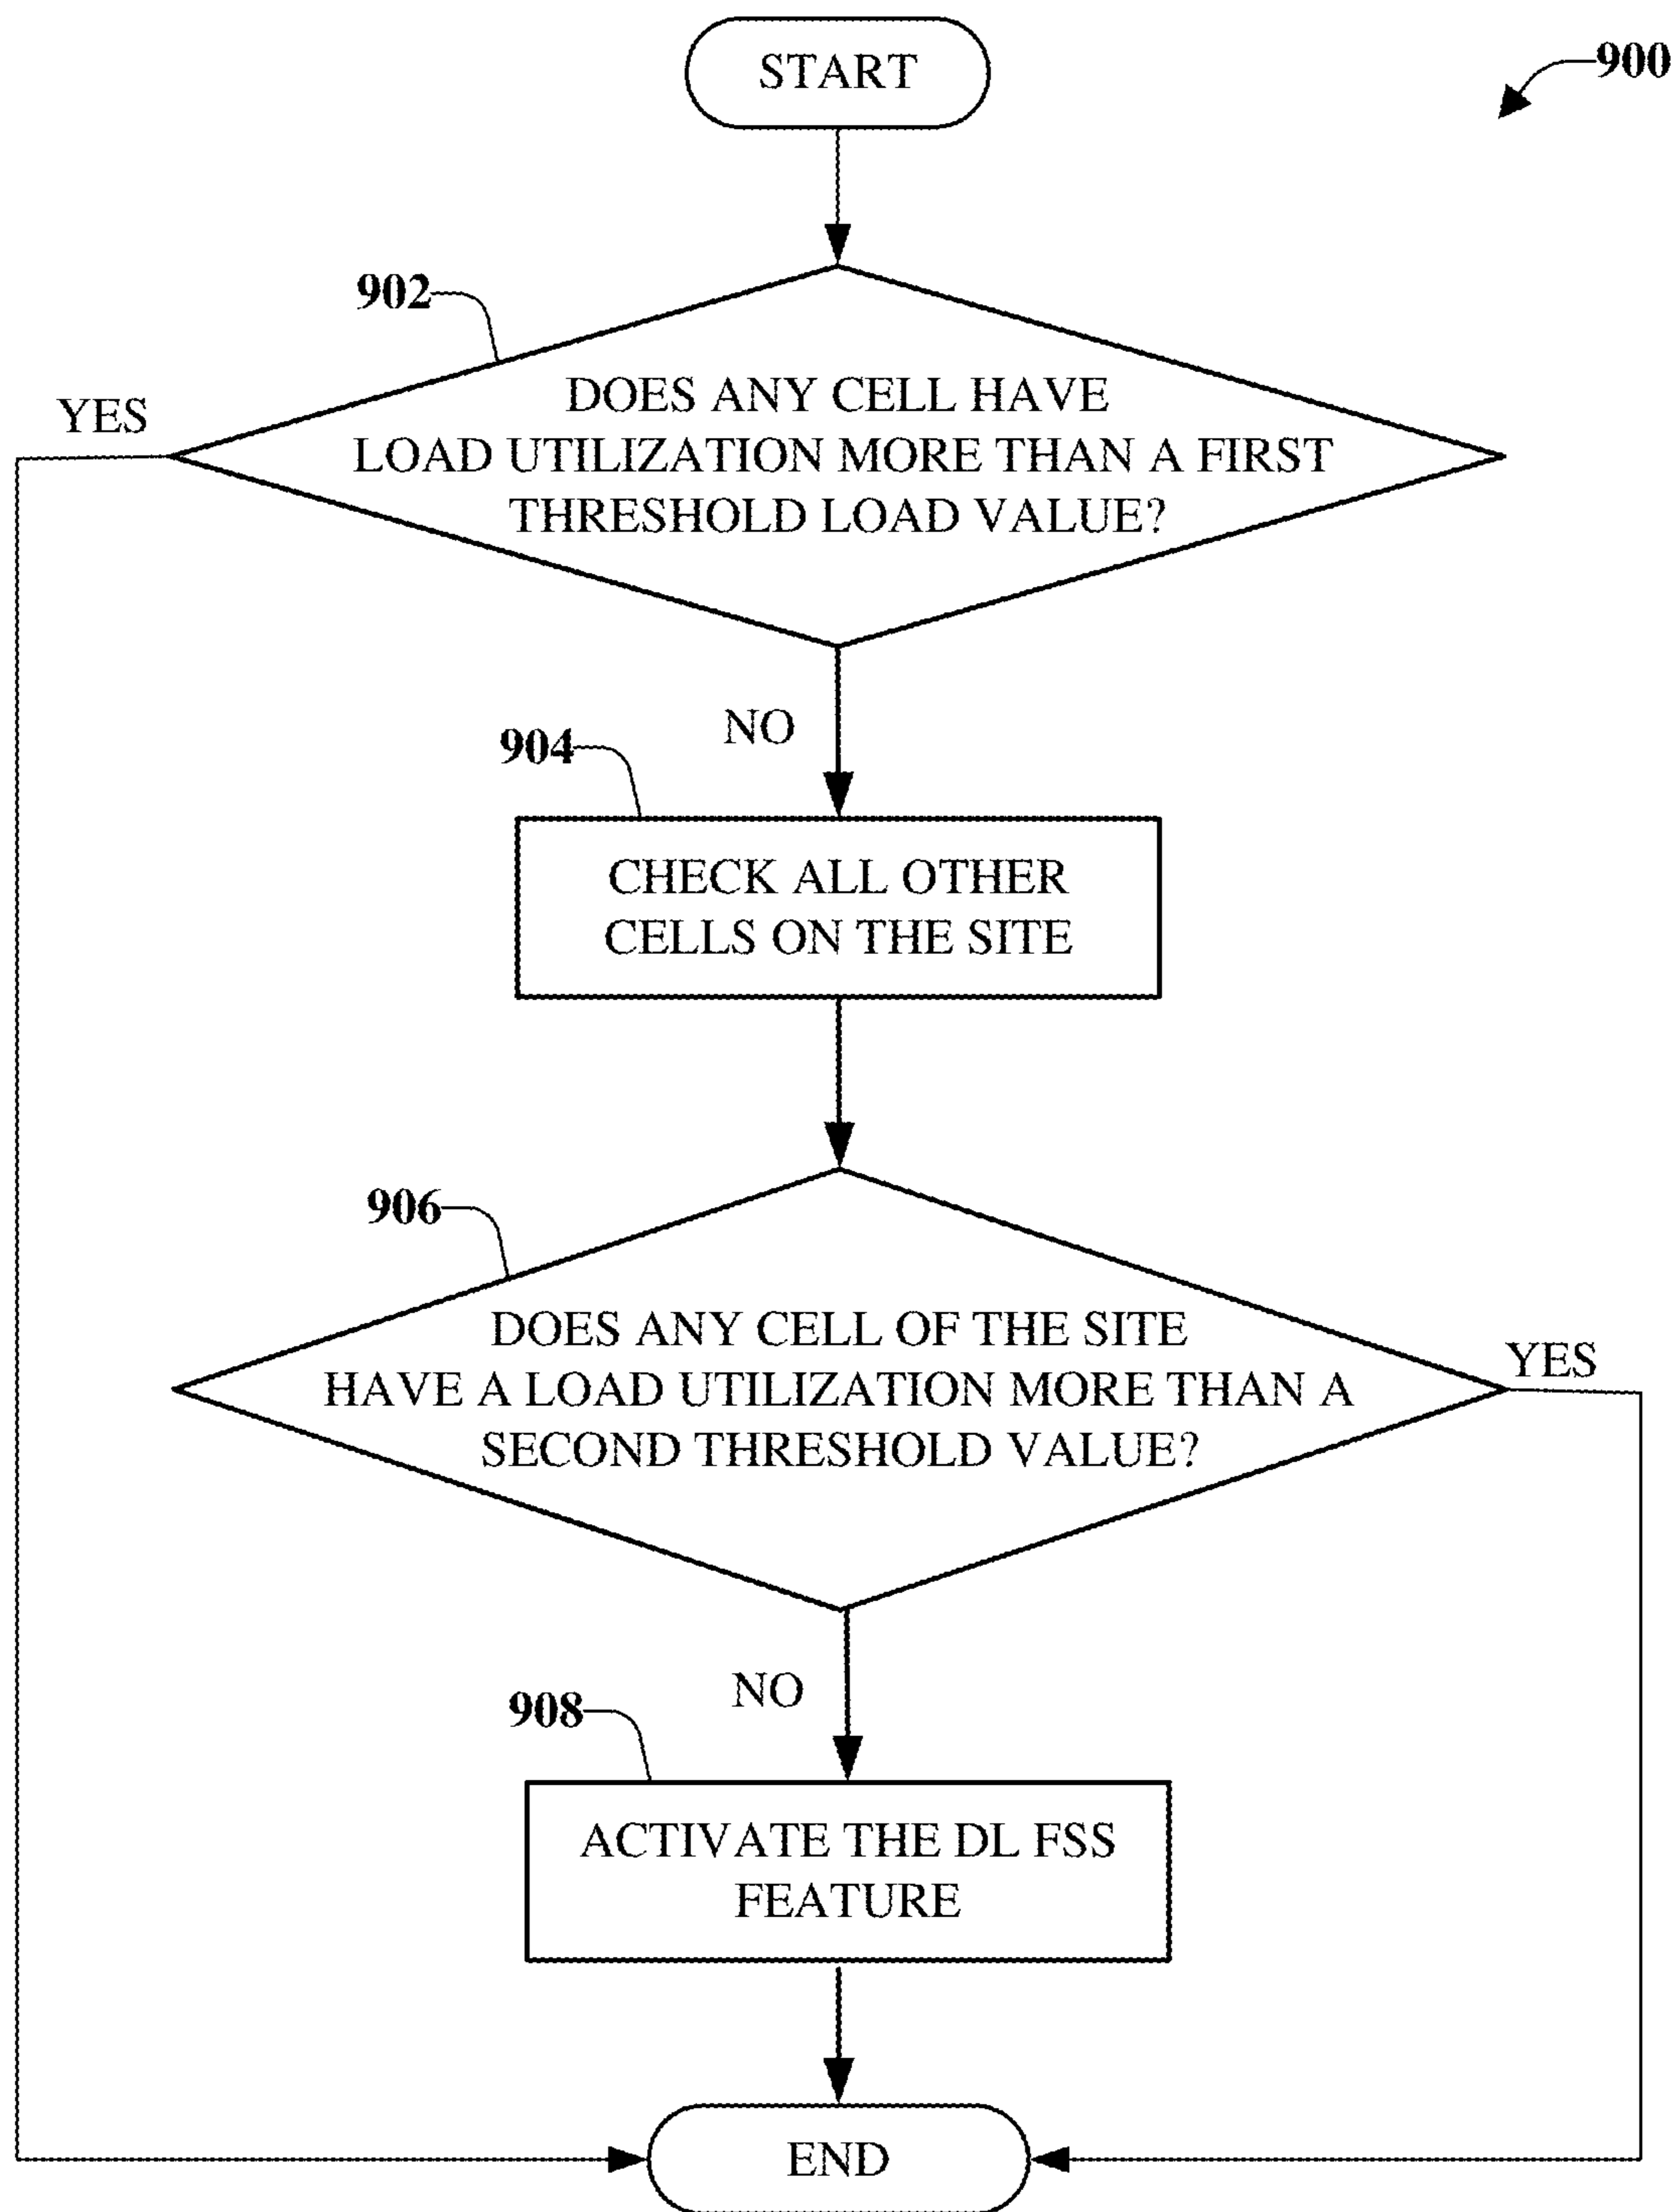 START
900
902
YES
DOES ANY CELL HAVE
LOAD UTILIZATION MORE THAN A FIRST
THRESHOLD LOAD VALUE?
NO
904
CHECK ALL OTHER
CELLS ON THE SITE
906
DOES ANY CELL OF THE SITE
HAVE A LOAD UTILIZATION MORE THAN A
SECOND THRESHOLD VALUE?
YES
NO
908
ACTIVATE THE DL FSS
FEATURE
END